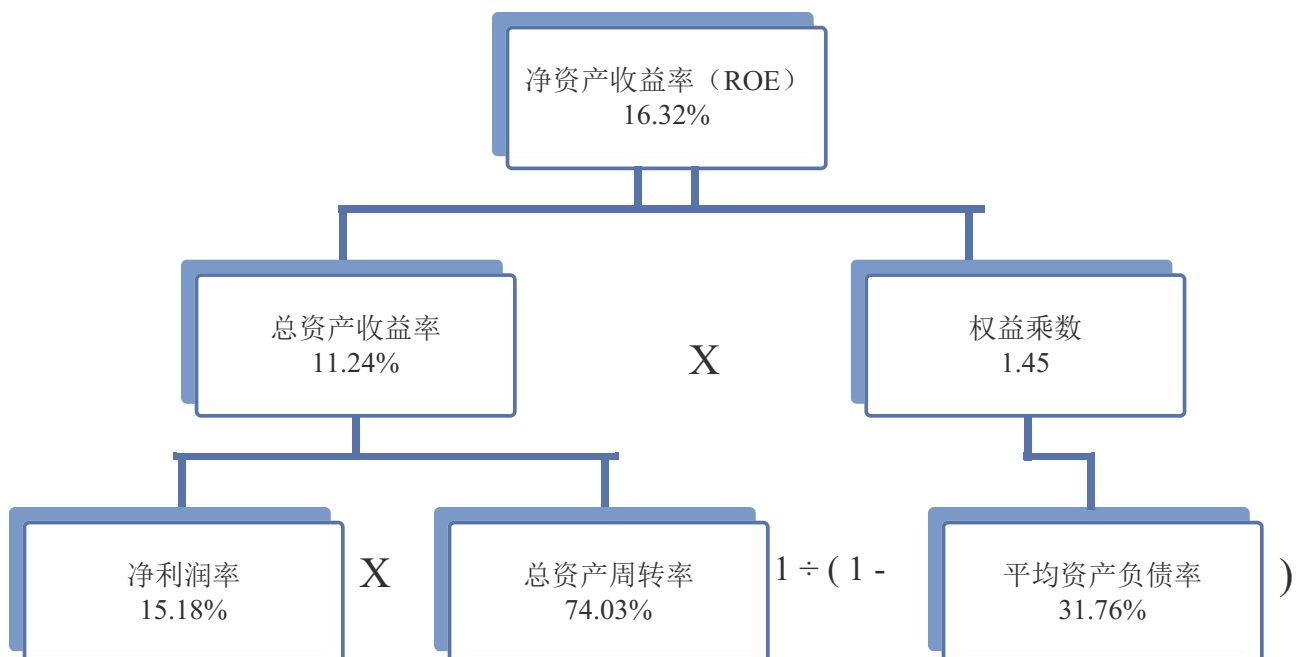 净资产收益率（ROE）
16.32%
总资产收益率
11.24%
X
权益乘数
1.45
净利润率
15.18%
X
总资产周转率
74.03%
1 ÷ ( 1 -
平均资产负债率
31.76%
)